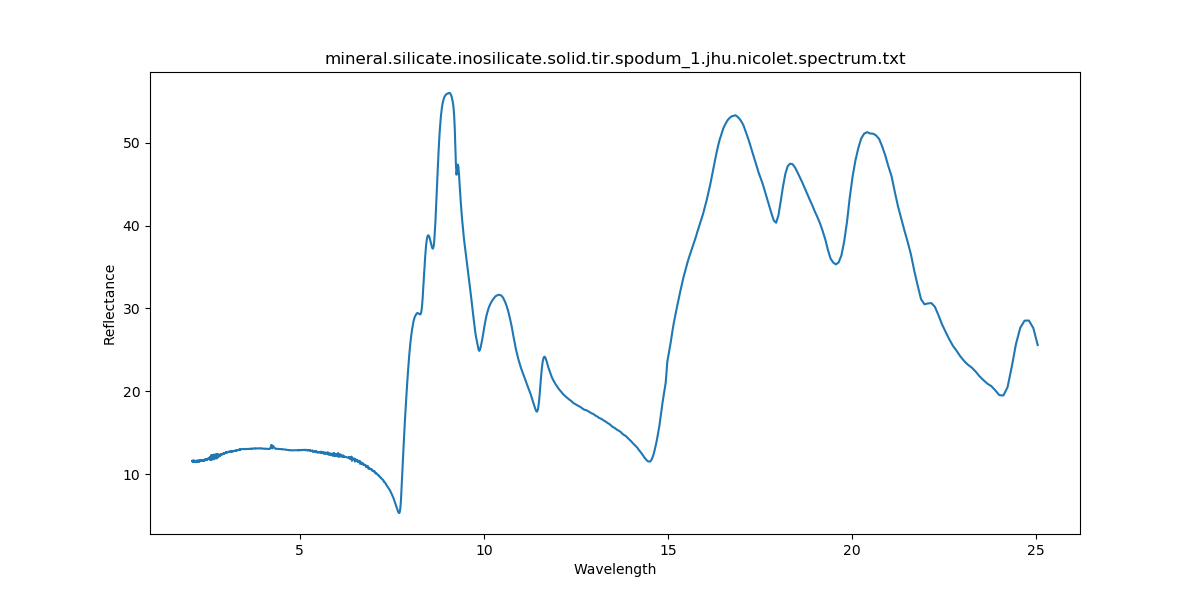 mineral.silicate.inosilicate.solid.tir.spodum_1.jhu.nicolet.spectrum.txt
50
40
30
20
10
Reflectance
5 10 15 20 25
Wavelength